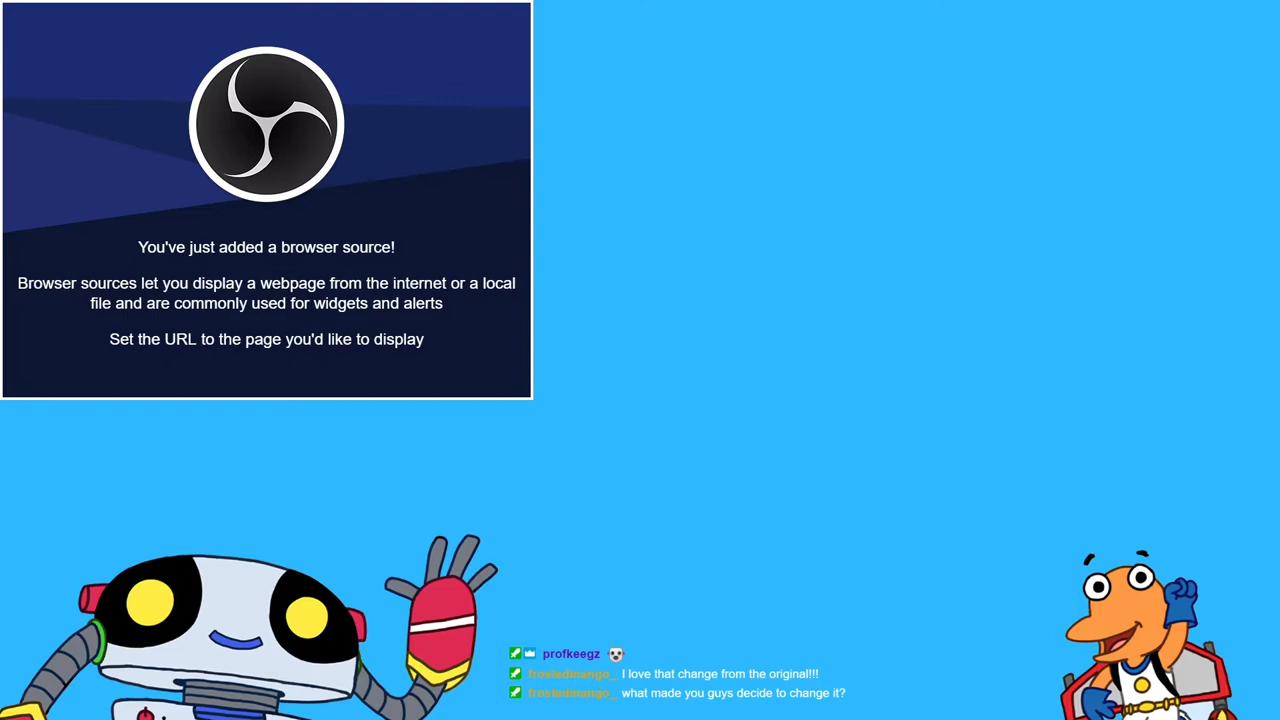 You've just added a browser source!
Browser sources let you display a webpage from the internet or a local
file and are commonly used for widgets and alerts
Set the URL to the page you'd like to display
profkeegz
frostedmango_ I love that change from the original!!!
frostedmango_ what made you guys decide to change it?